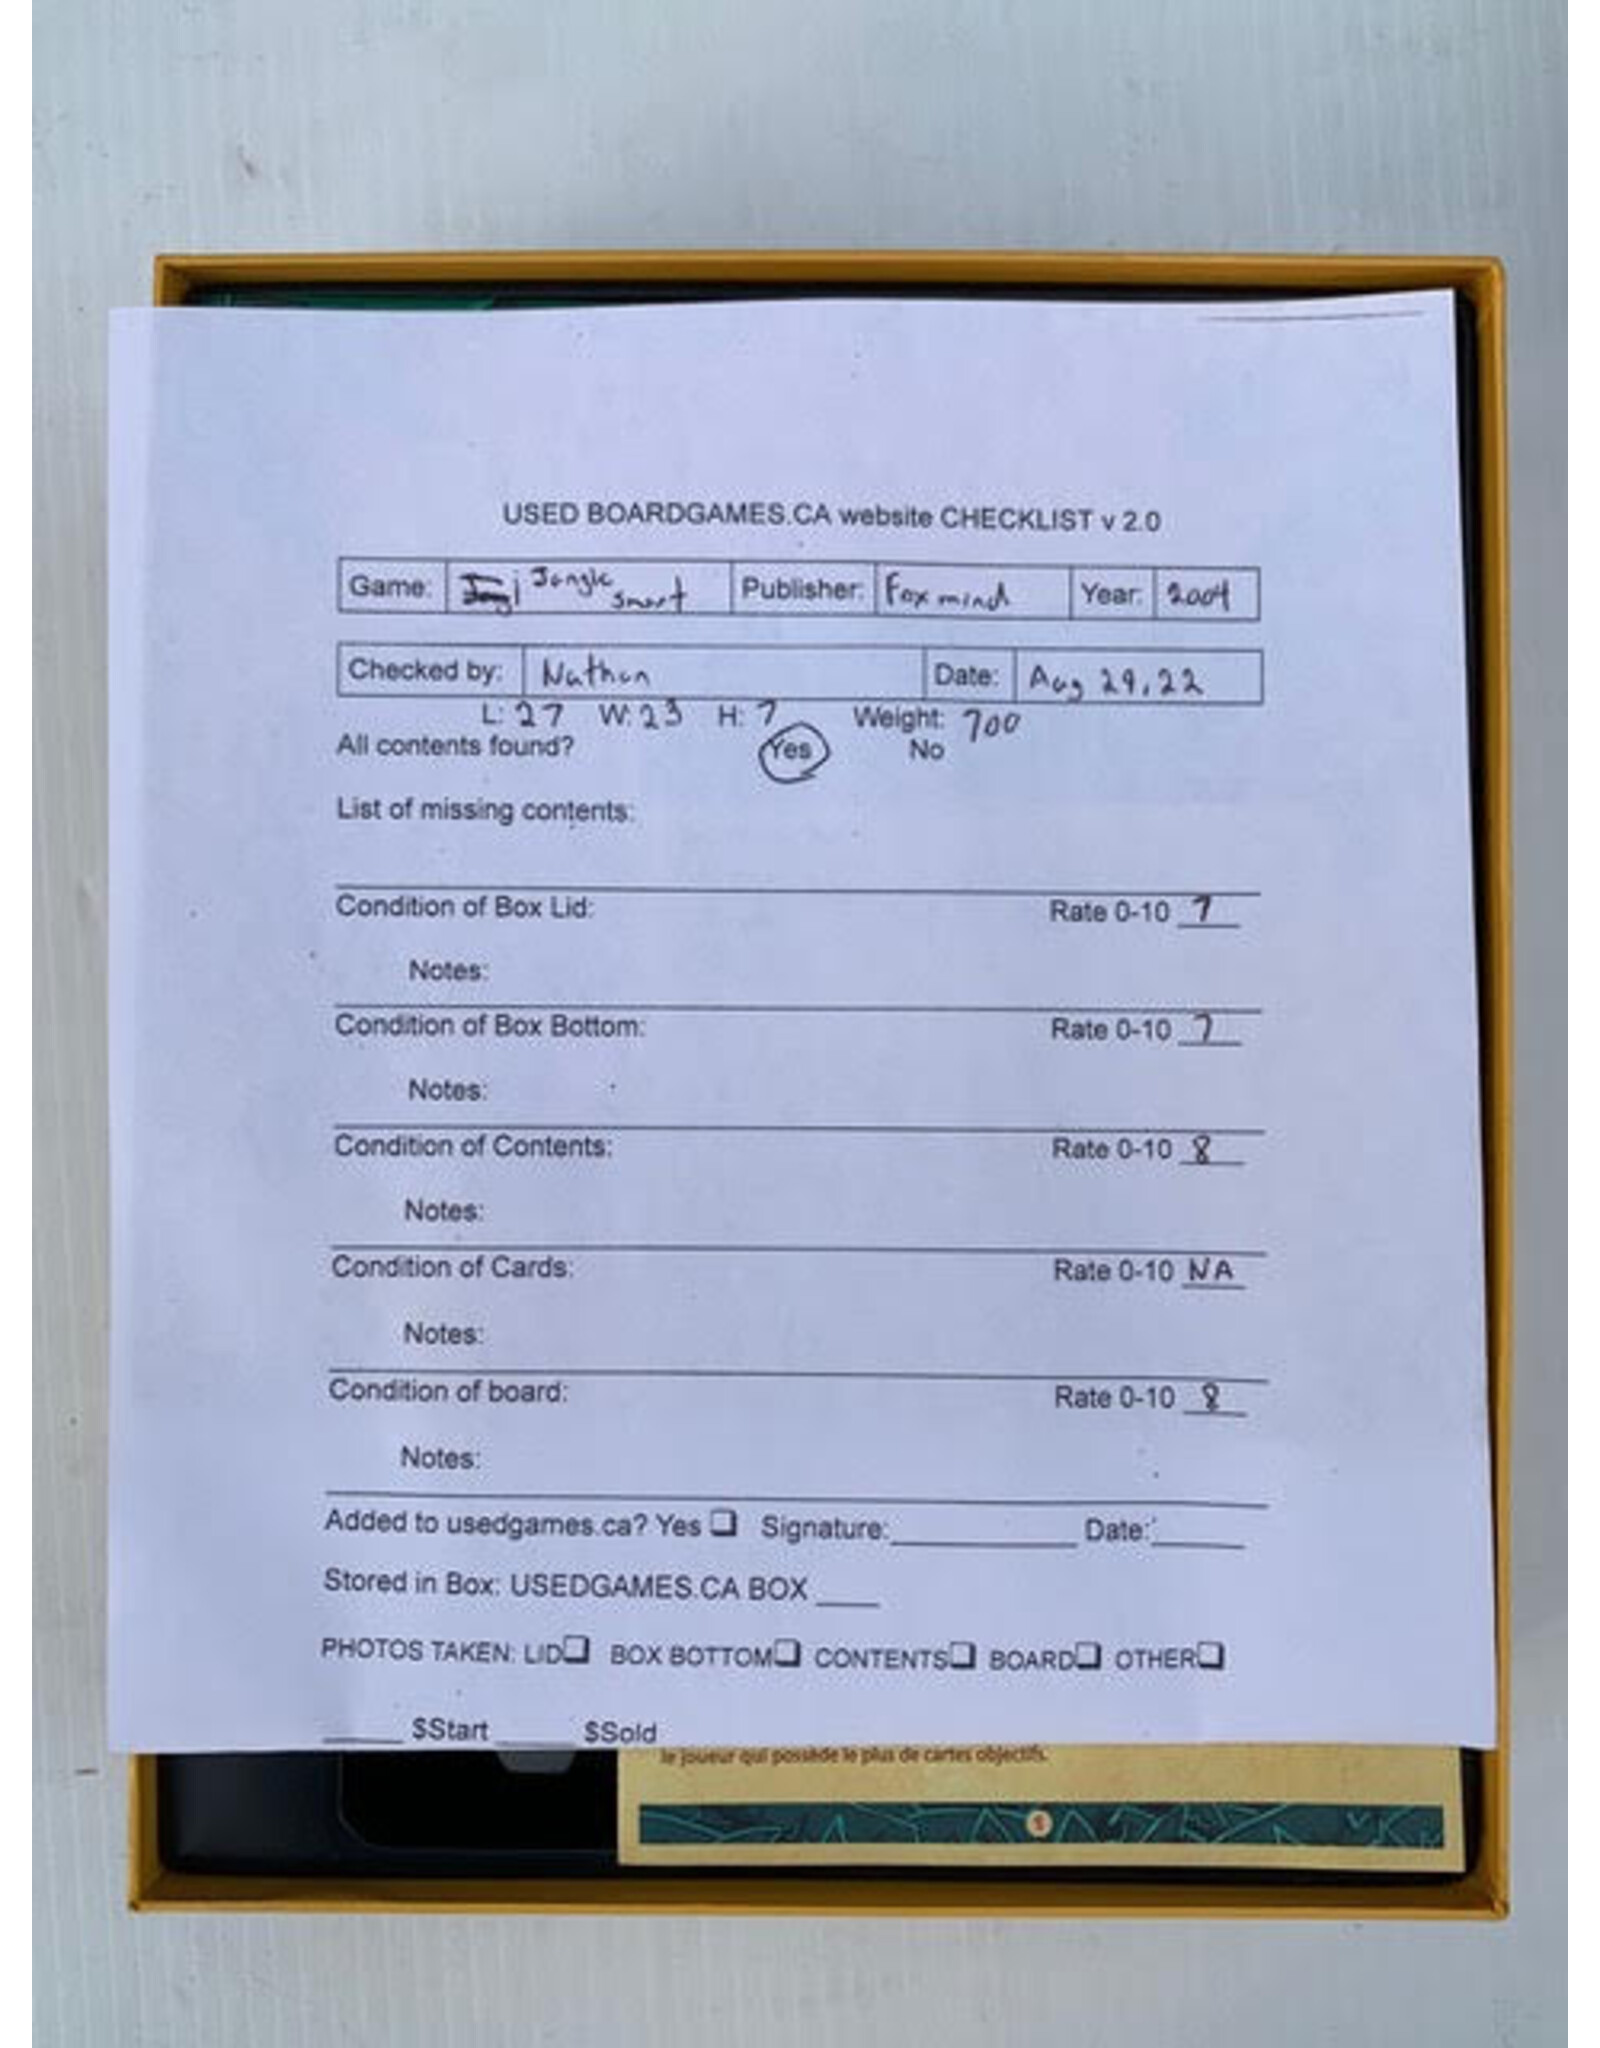 USED BOARDGAMES.CA website CHECKLIST v 2.0
Game: Jungle Smart Publisher: Foxmind Year: 2004
Checked by: Nathan Date: Aug 29, 22
L: 27 W: 23 H: 7 Weight: 700
All contents found? Yes No
List of missing contents:
Condition of Box Lid: Rate 0-10 7
Notes:
Condition of Box Bottom: Rate 0-10 7
Notes:
Condition of Contents: Rate 0-10 8
Notes:
Condition of Cards: Rate 0-10 NA
Notes:
Condition of board: Rate 0-10 8
Notes:
Added to usedgames.ca? Yes Signature: Date:
Stored in Box: USEDGAMES.CA BOX
PHOTOS TAKEN: LID BOX BOTTOM CONTENTS BOARD OTHER
$Start $Sold
le joueur qui possède le plus de cartes objectifs.